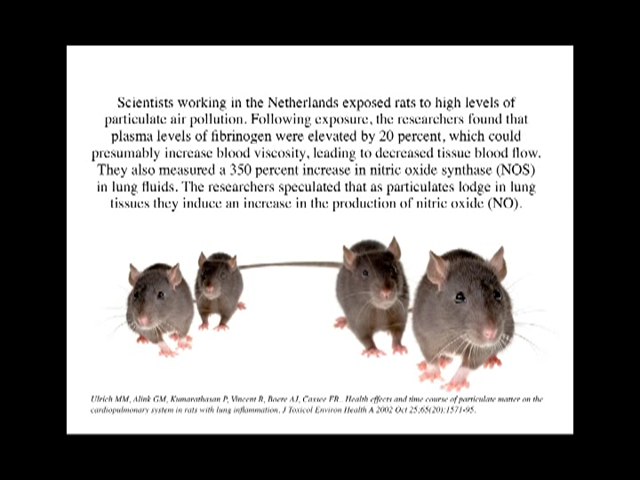 Scientists working in the Netherlands exposed rats to high levels of
particulate air pollution. Following exposure, the researchers found that
plasma levels of fibrinogen were elevated by 20 percent, which could
presumably increase blood viscosity, leading to decreased tissue blood flow.
They also measured a 350 percent increase in nitric oxide synthase (NOS)
in lung fluids. The researchers speculated that as particulates lodge in lung
tissues they induce an increase in the production of nitric oxide (NO).
Ulrich MM, Alink GM, Kumarathasan P, Vincent R, Boere AJ, Cassee FR. Health effects and time course of particulate matter on the
cardiopulmonary system in rats with lung inflammation. J Toxicol Environ Health A 2002 Oct 25;65(20):1571-95.